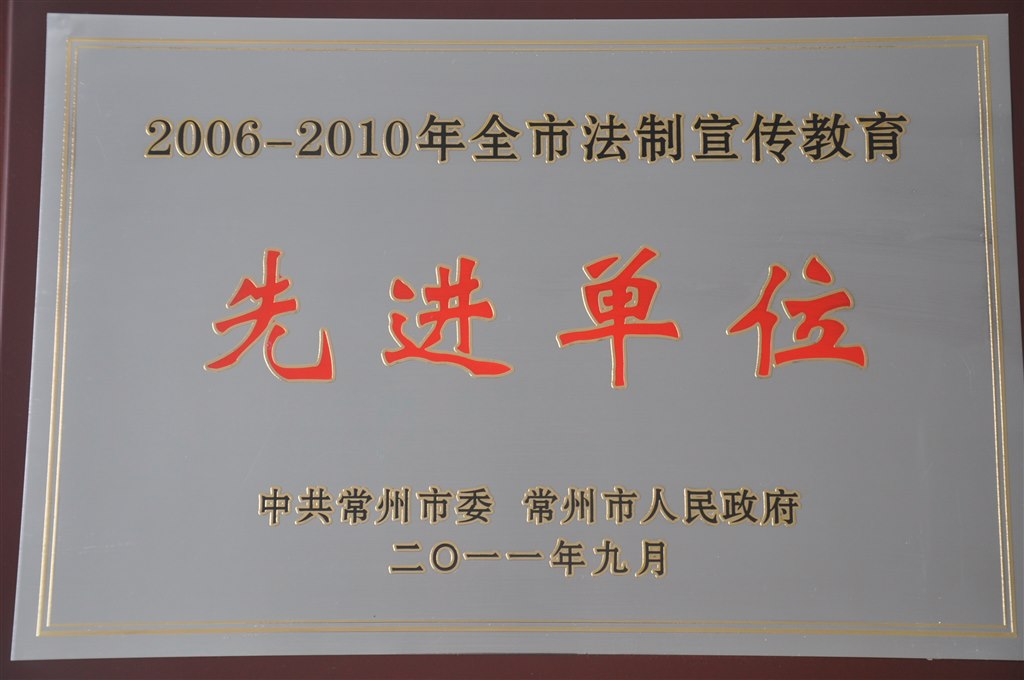 2006-2010年全市法制宣传教育
先进单位
中共常州市委 常州市人民政府
二〇一一年九月